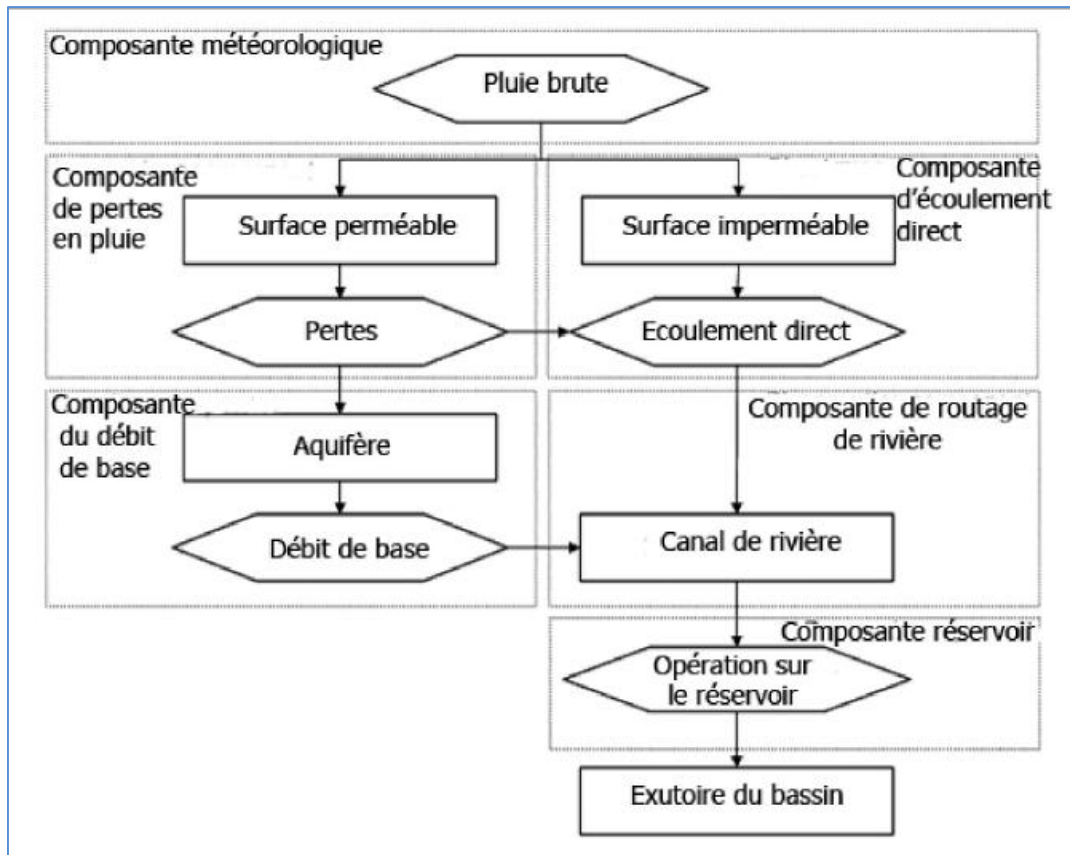 Composante météorologique
Pluie brute
Composante
de pertes
en pluie
Composante
d'écoulement
direct
Surface perméable
Surface imperméable
Pertes
Ecoulement direct
Composante
du débit
de base
Composante de routage
de rivière
Aquifère
Débit de base
Canal de rivière
Composante réservoir
Opération sur
le réservoir
Exutoire du bassin